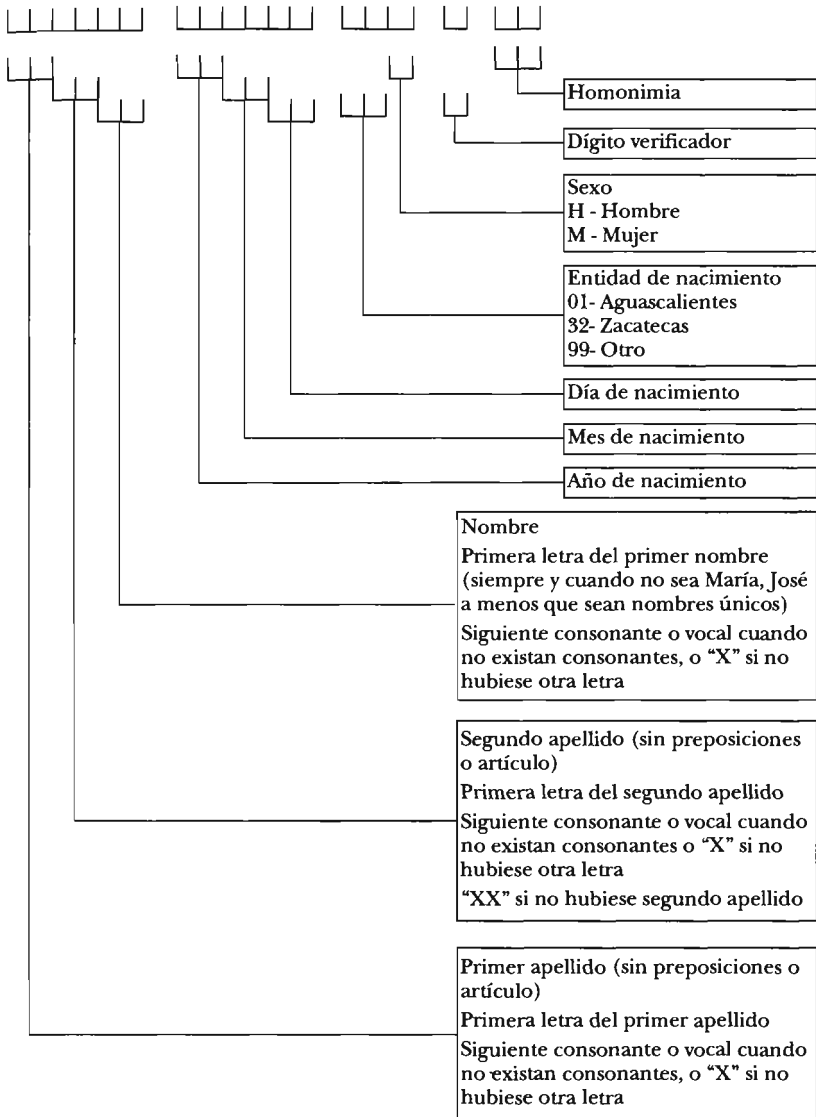 Homonimia
Dígito verificador
Sexo
H - Hombre
M - Mujer
Entidad de nacimiento
01- Aguascalientes
32- Zacatecas
99- Otro
Día de nacimiento
Mes de nacimiento
Año de nacimiento
Nombre
Primera letra del primer nombre
(siempre y cuando no sea María, José
a menos que sean nombres únicos)
Siguiente consonante o vocal cuando
no existan consonantes, o “X” si no
hubiese otra letra
Segundo apellido (sin preposiciones
o artículo)
Primera letra del segundo apellido
Siguiente consonante o vocal cuando
no existan consonantes o “X” si no
hubiese otra letra
“XX” si no hubiese segundo apellido
Primer apellido (sin preposiciones o
artículo)
Primera letra del primer apellido
Siguiente consonante o vocal cuando
no existan consonantes, o “X” si no
hubiese otra letra